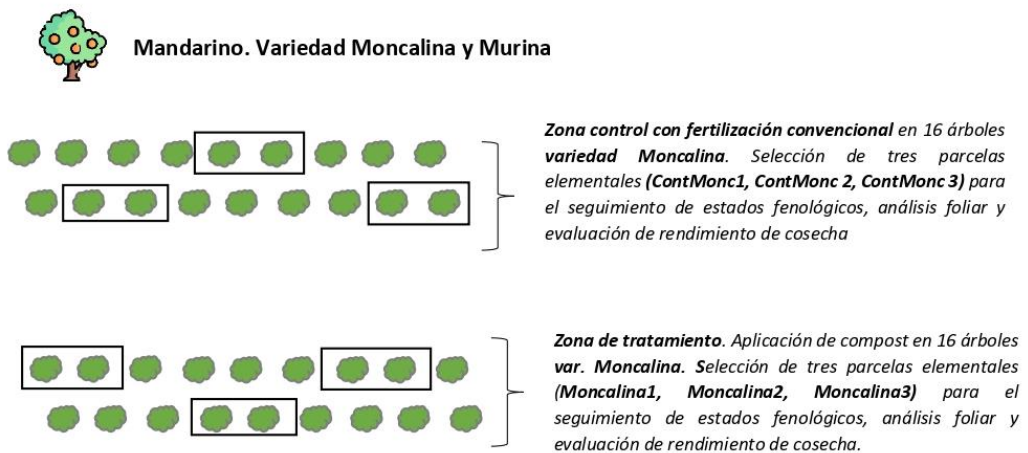 Mandarino. Variedad Moncalina y Murina
Zona control con fertilización convencional en 16 árboles
variedad Moncalina. Selección de tres parcelas
elementales (ContMonc1, ContMonc 2, ContMonc 3) para
el seguimiento de estados fenológicos, análisis foliar y
evaluación de rendimiento de cosecha
Zona de tratamiento. Aplicación de compost en 16 árboles
var. Moncalina. Selección de tres parcelas elementales
(Moncalina1, Moncalina2, Moncalina3) para el
seguimiento de estados fenológicos, análisis foliar y
evaluación de rendimiento de cosecha.